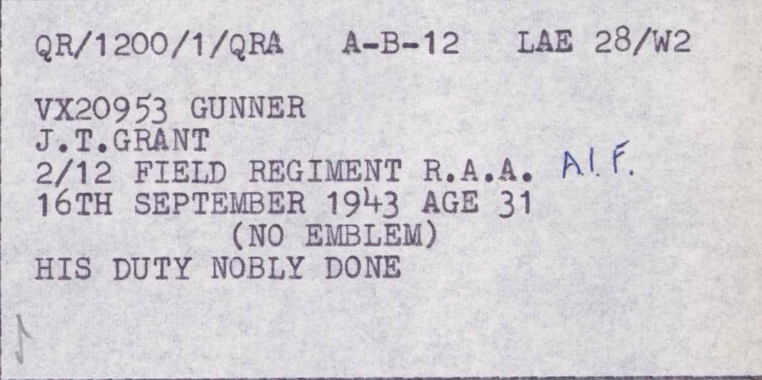 QR/1200/1/QRA A-B-12 LAE 28/W2
VX20953 GUNNER
J.T.GRANT
2/12 FIELD REGIMENT R.A.A. A.I.F.
16TH SEPTEMBER 1943 AGE 31
(NO EMBLEM)
HIS DUTY NOBLY DONE